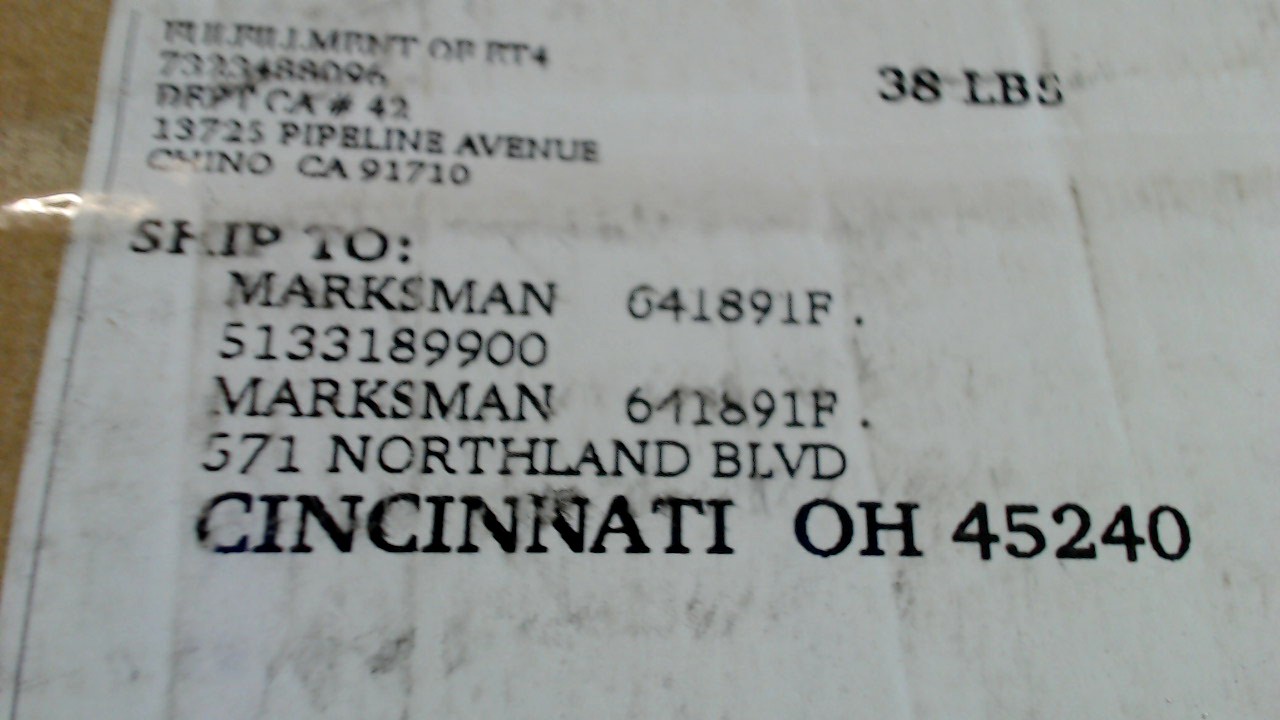 FULFILLMENT OF RT4
7323488096
DEPT CA # 42
13725 PIPELINE AVENUE
CHINO CA 91710
38 LBS
SHIP TO:
MARKSMAN 641891F .
5133189900
MARKSMAN 641891F .
571 NORTHLAND BLVD
CINCINNATI OH 45240